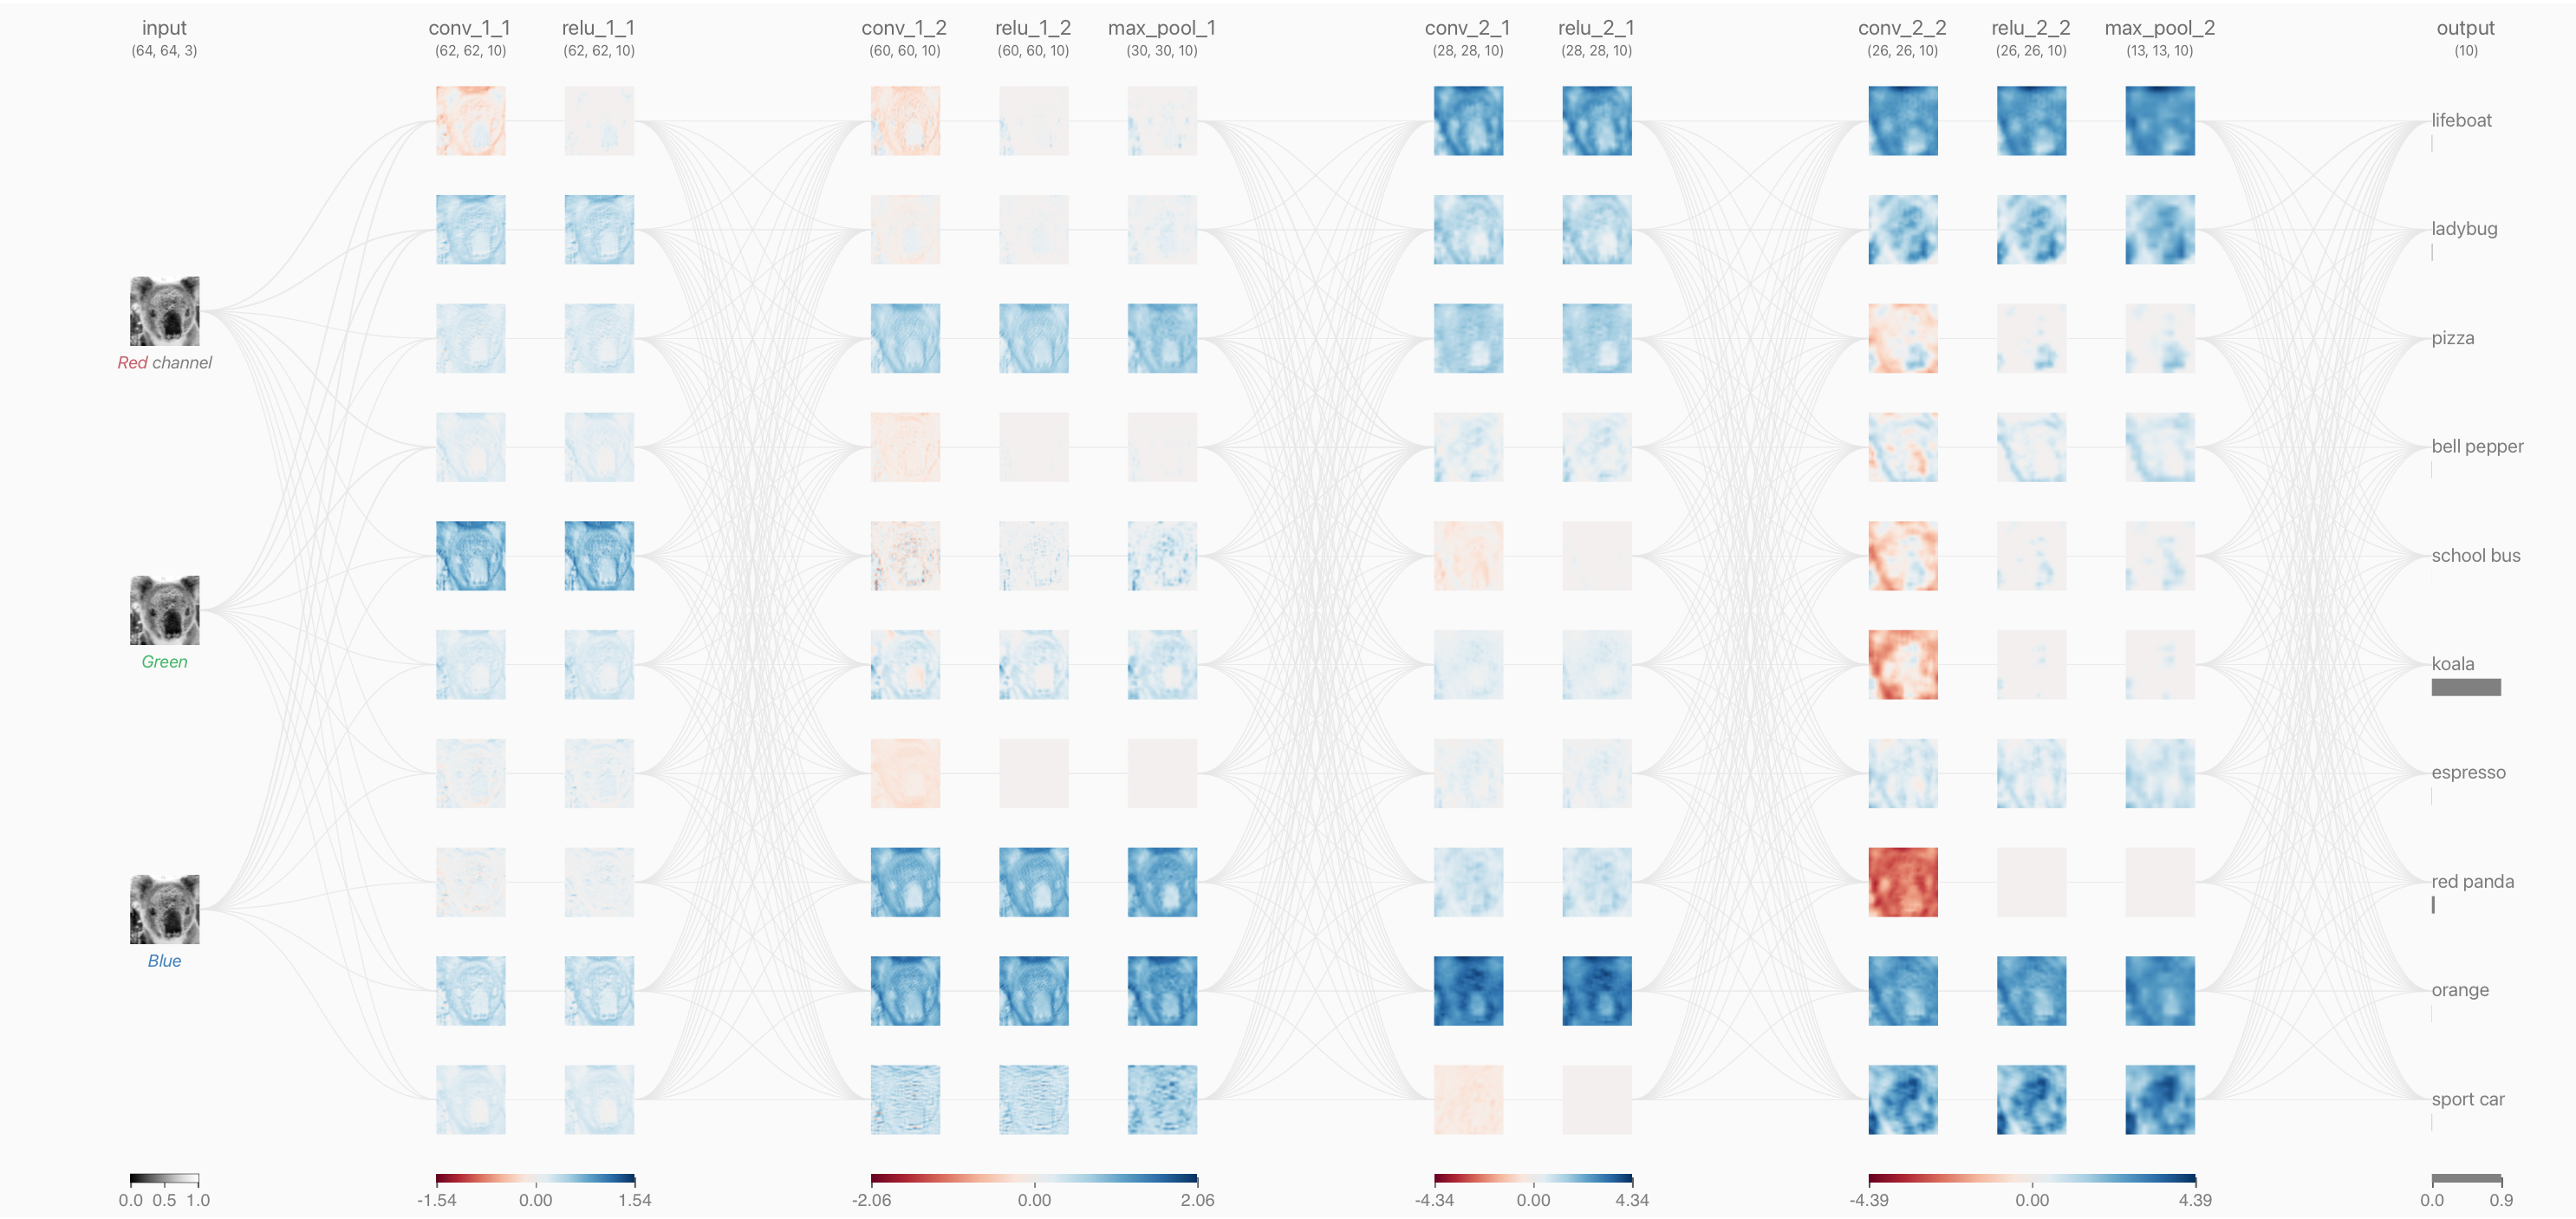 input conv_1_1 relu_1_1 conv_1_2 relu_1_2 max_pool_1 conv_2_1 relu_2_1 conv_2_2 relu_2_2 max_pool_2 output
(64, 64, 3) (62, 62, 10) (62, 62, 10) (60, 60, 10) (60, 60, 10) (30, 30, 10) (28, 28, 10) (28, 28, 10) (26, 26, 10) (26, 26, 10) (13, 13, 10) (10)
lifeboat
ladybug
pizza
Red channel
bell pepper
school bus
Green
koala
espresso
red panda
Blue
orange
sport car
0.0 0.5 1.0 -1.54 0.00 1.54 -2.06 0.00 2.06 -4.34 0.00 4.34 -4.39 0.00 4.39 0.0 0.9